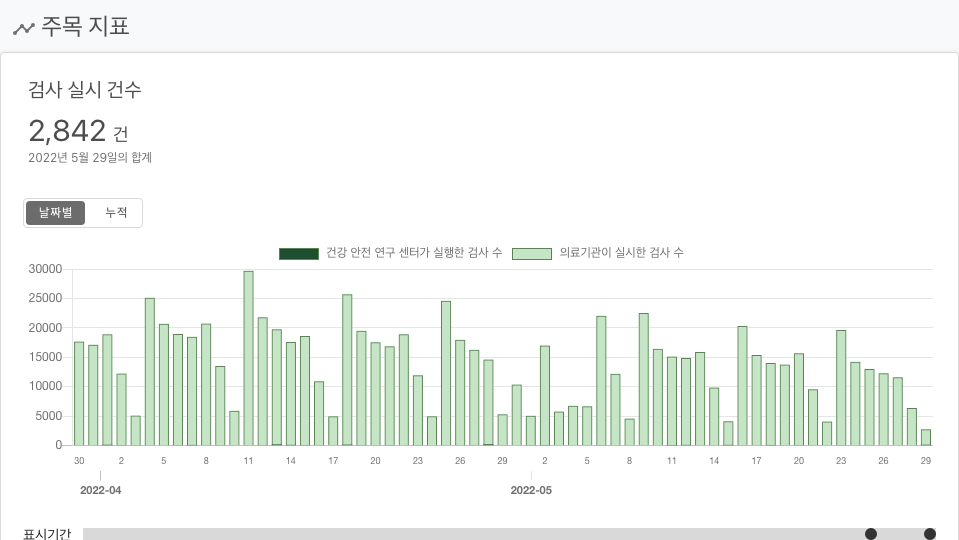 주목 지표
검사 실시 건수
2,842 건
2022년 5월 29일의 합계
날짜별 누적
건강 안전 연구 센터가 실행한 검사 수 의료기관이 실시한 검사 수
30000
25000
20000
15000
10000
5000
0
30 2 5 8 11 14 17 20 23 26 29 2 5 8 11 14 17 20 23 26 29
2022-04 2022-05
표시기간